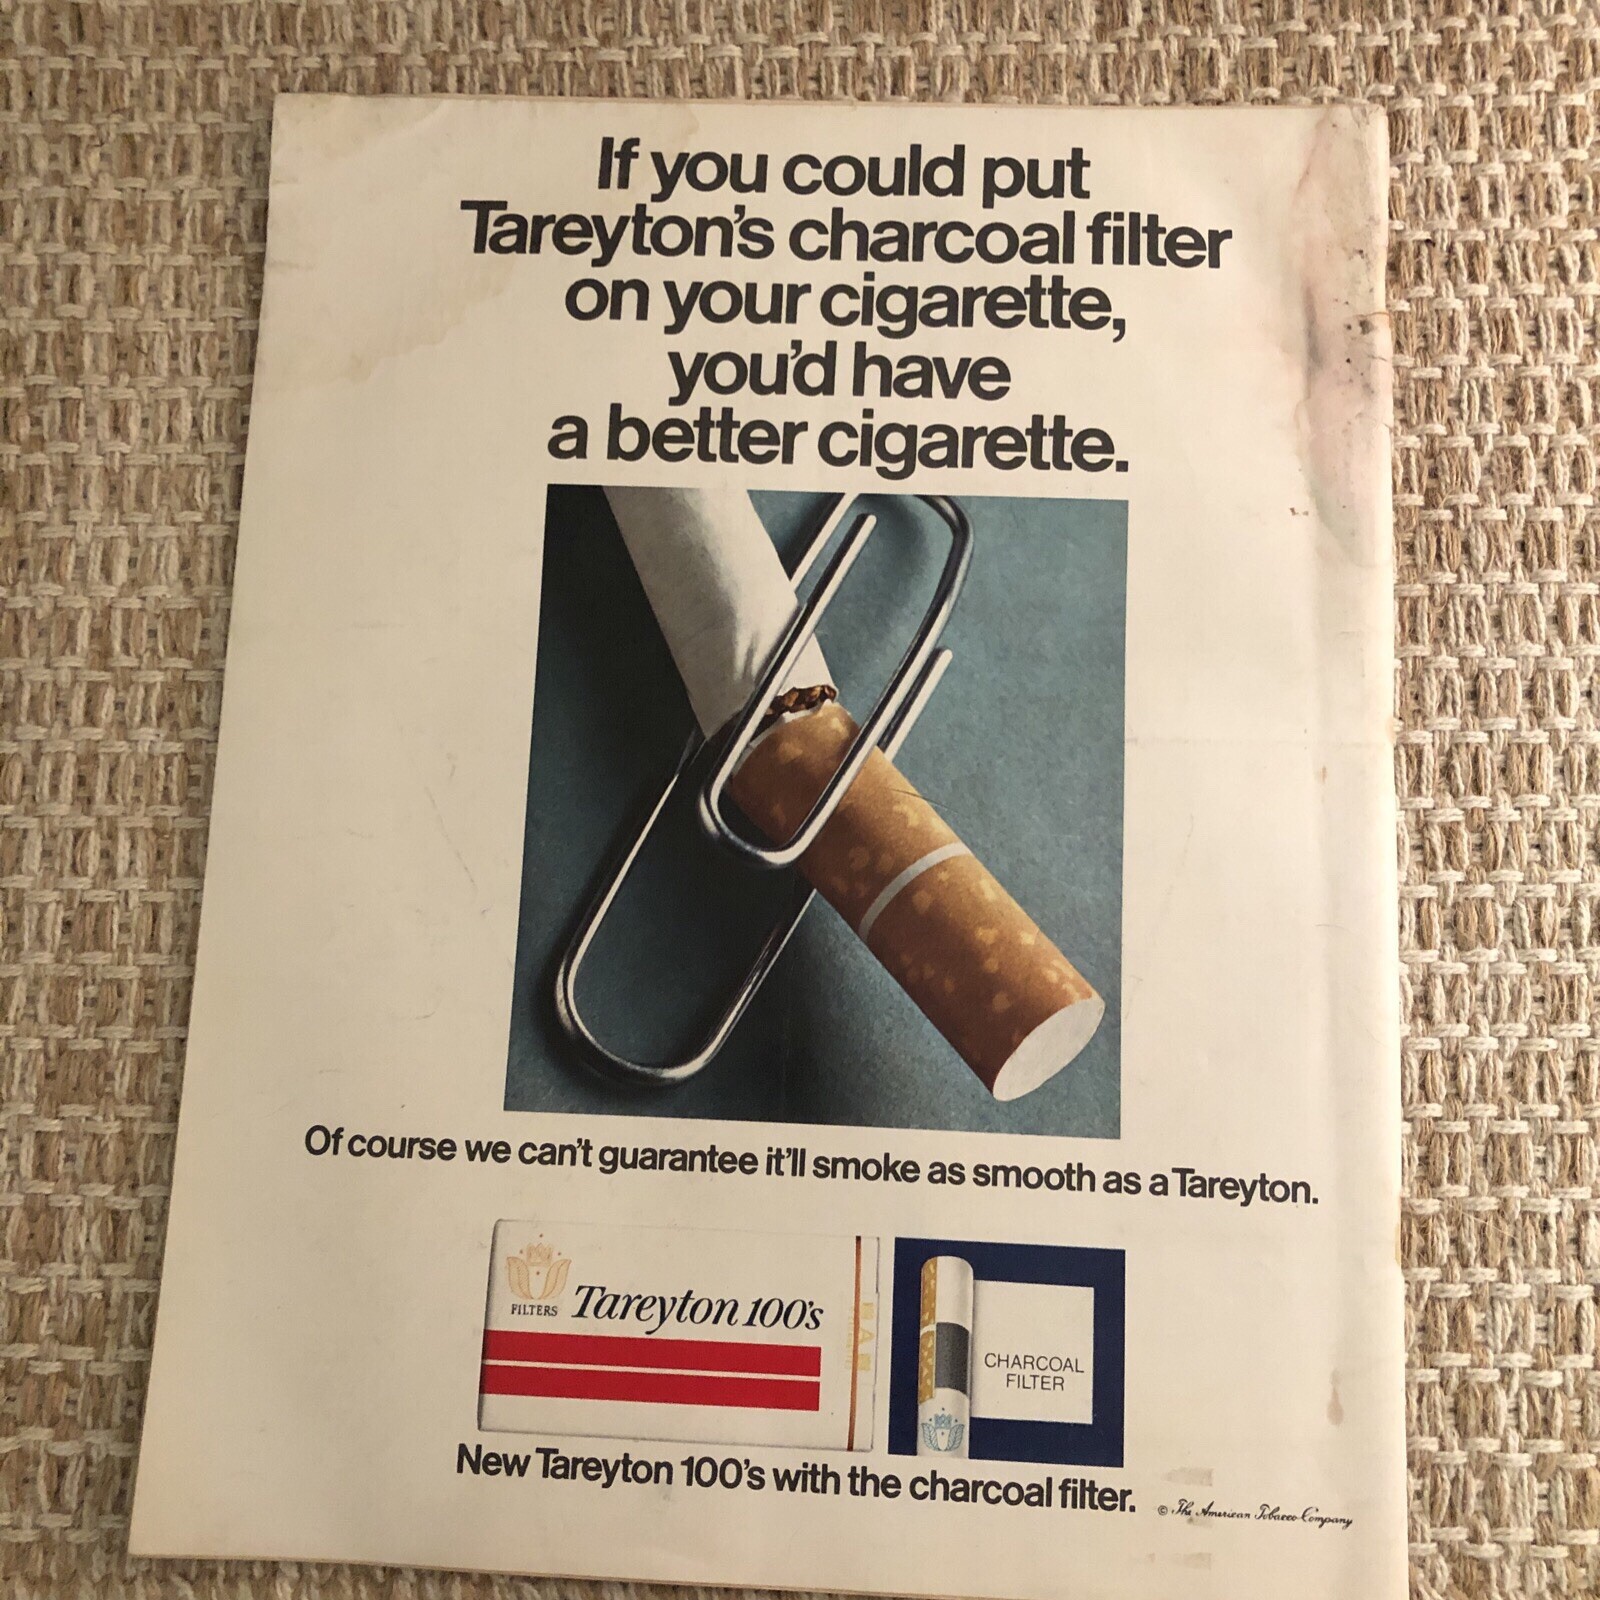 If you could put
Tareyton's charcoal filter
on your cigarette,
you'd have
a better cigarette.
Of course we can't guarantee it'll smoke as smooth as a Tareyton.
FILTERS
Tareyton 100's
CHARCOAL
FILTER
New Tareyton 100's with the charcoal filter.
© The American Tobacco Company